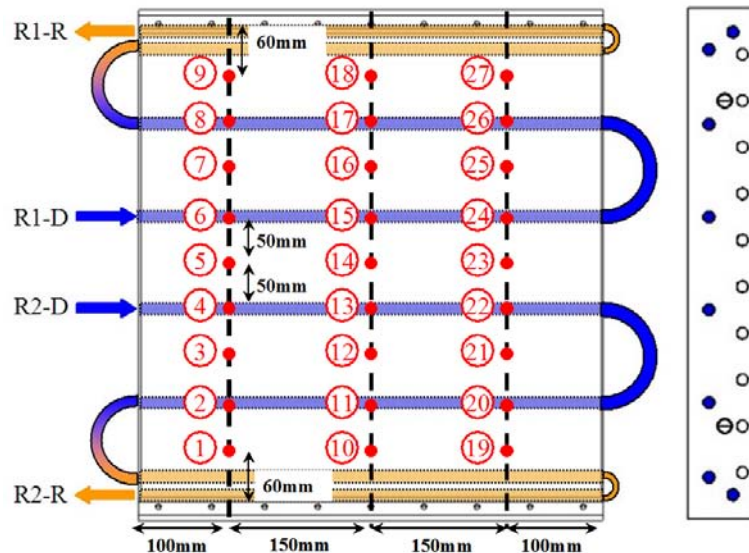 R1-R
60mm
9 18 27
8 17 26
7 16 25
R1-D
6 15 24
50mm
5 14 23
50mm
R2-D
4 13 22
3 12 21
2 11 20
1 10 19
R2-R
60mm
100mm 150mm 150mm 100mm